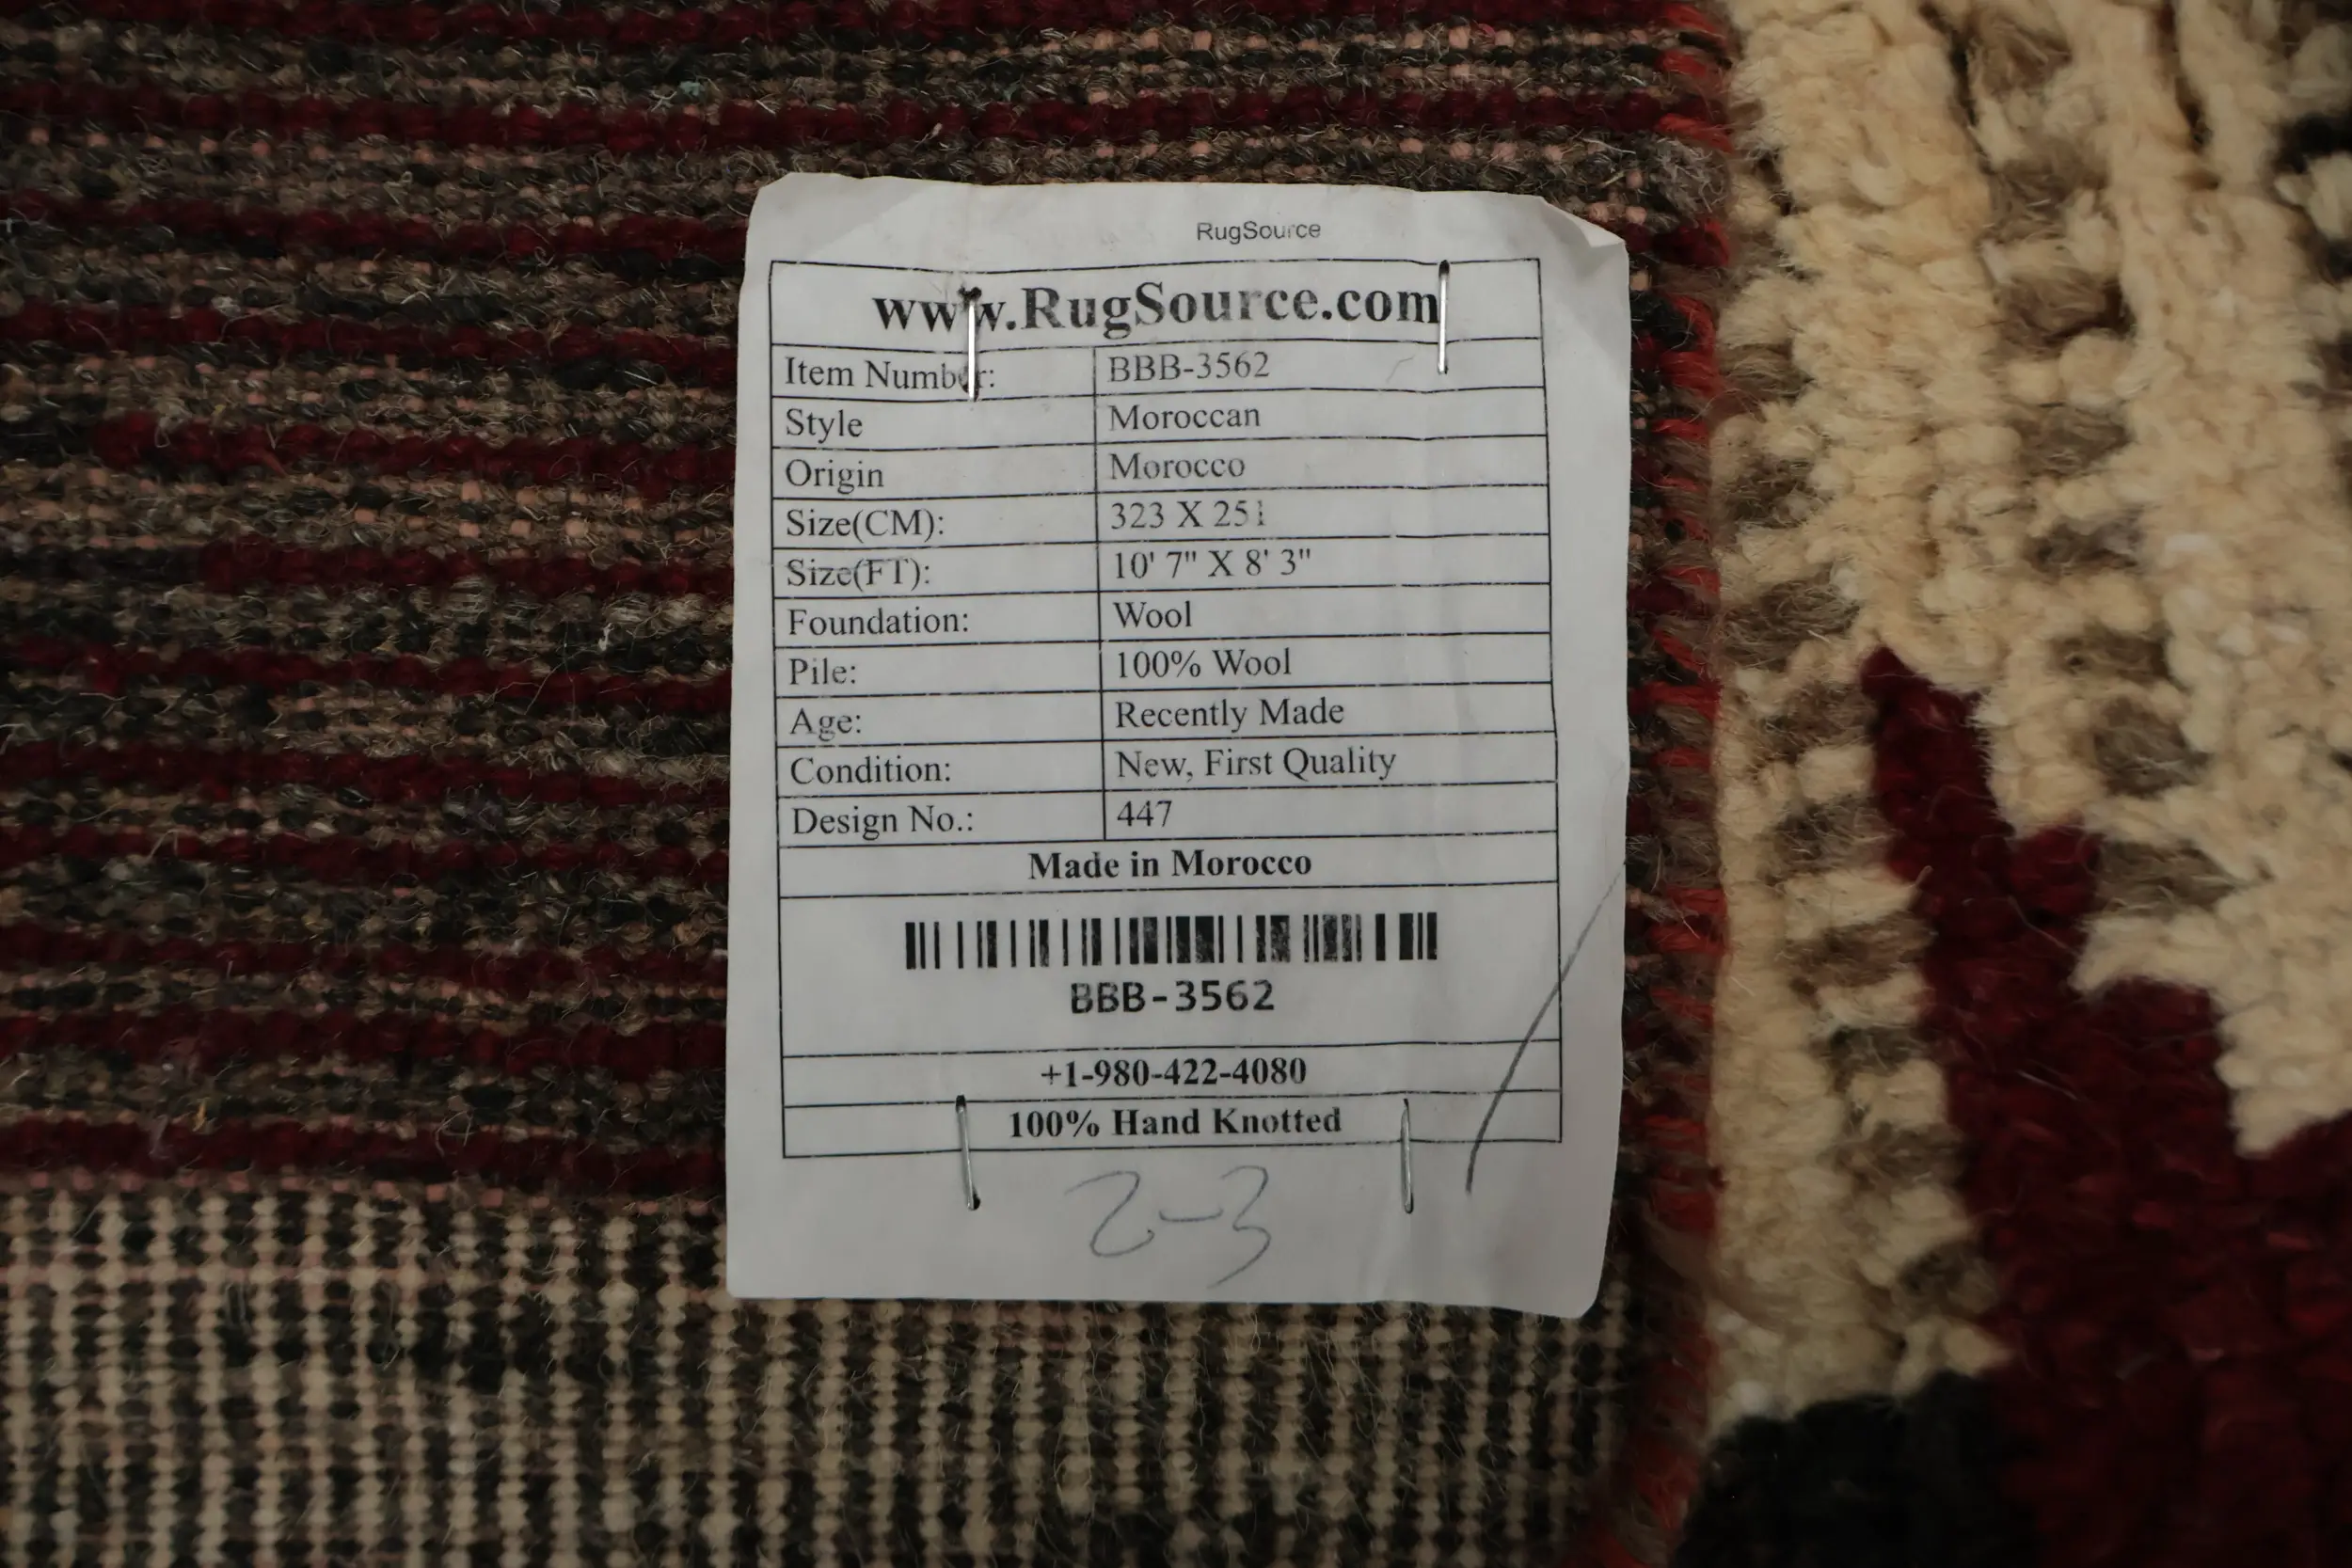 RugSource
www.RugSource.com
Item Number: BBB-3562
Style Moroccan
Origin Morocco
Size(CM): 323 X 251
Size(FT): 10' 7" X 8' 3"
Foundation: Wool
Pile: 100% Wool
Age: Recently Made
Condition: New, First Quality
Design No.: 447
Made in Morocco
BBB-3562
+1-980-422-4080
100% Hand Knotted
2-3